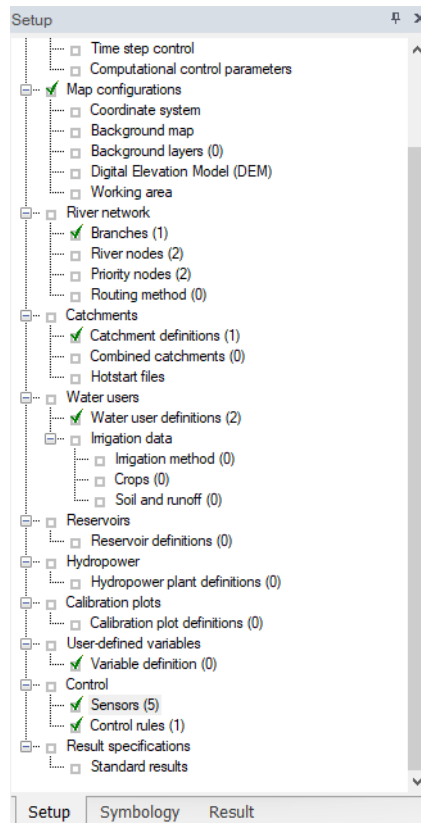 Setup
Time step control
Computational control parameters
Map configurations
Coordinate system
Background map
Background layers (0)
Digital Elevation Model (DEM)
Working area
River network
Branches (1)
River nodes (2)
Priority nodes (2)
Routing method (0)
Catchments
Catchment definitions (1)
Combined catchments (0)
Hotstart files
Water users
Water user definitions (2)
Irrigation data
Irrigation method (0)
Crops (0)
Soil and runoff (0)
Reservoirs
Reservoir definitions (0)
Hydropower
Hydropower plant definitions (0)
Calibration plots
Calibration plot definitions (0)
User-defined variables
Variable definition (0)
Control
Sensors (5)
Control rules (1)
Result specifications
Standard results
Setup Symbology Result